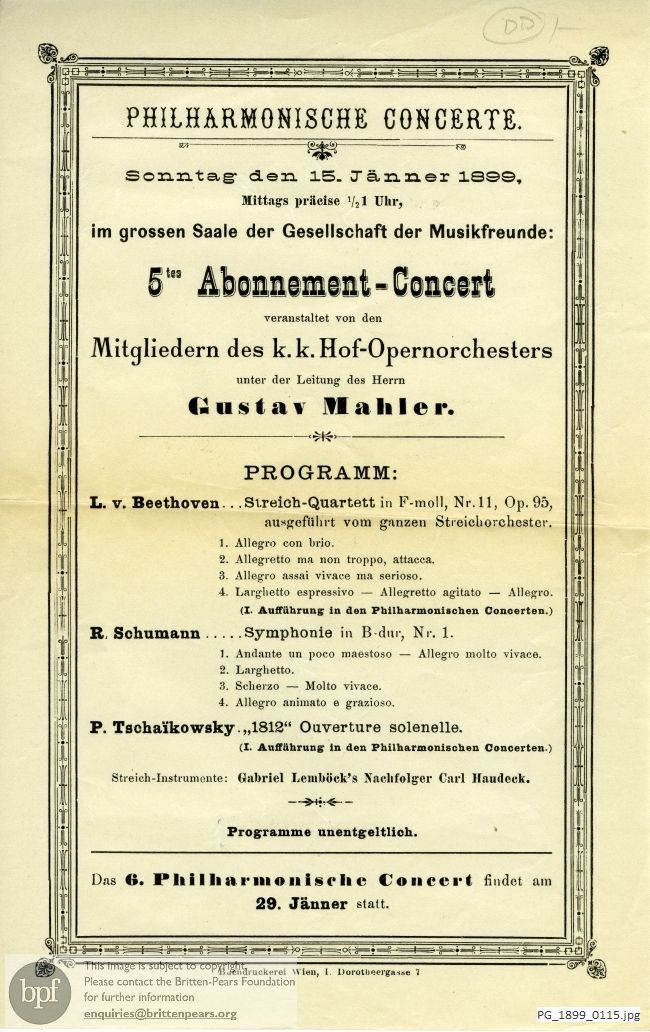 DD /-
PHILHARMONISCHE CONCERTE.
Sonntag den 15. Jänner 1899,
Mittags präcise 1/2 1 Uhr,
im grossen Saale der Gesellschaft der Musikfreunde:
5tes Abonnement-Concert
veranstaltet von den
Mitgliedern des k. k. Hof-Opernorchesters
unter der Leitung des Herrn
Gustav Mahler.
PROGRAMM:
L. v. Beethoven...Streich-Quartett in F-moll, Nr. 11, Op. 95,
ausgeführt vom ganzen Streichorchester.
1. Allegro con brio.
2. Allegretto ma non troppo, attacca.
3. Allegro assai vivace ma serioso.
4. Larghetto espressivo — Allegretto agitato — Allegro.
(I. Aufführung in den Philharmonischen Concerten.)
R. Schumann.....Symphonie in B-dur, Nr. 1.
1. Andante un poco maestoso — Allegro molto vivace.
2. Larghetto.
3. Scherzo — Molto vivace.
4. Allegro animato e grazioso.
P. Tschaïkowsky.„1812“ Ouverture solenelle.
(I. Aufführung in den Philharmonischen Concerten.)
Streich-Instrumente: Gabriel Lemböck's Nachfolger Carl Haudeck.
Programme unentgeltlich.
Das 6. Philharmonische Concert findet am
29. Jänner statt.
Buchdruckerei Wien, I. Dorotheergasse 7
bpf
This image is subject to copyright.
Please contact the Britten-Pears Foundation
for further information
enquiries@brittenpears.org
PG_1899_0115.jpg